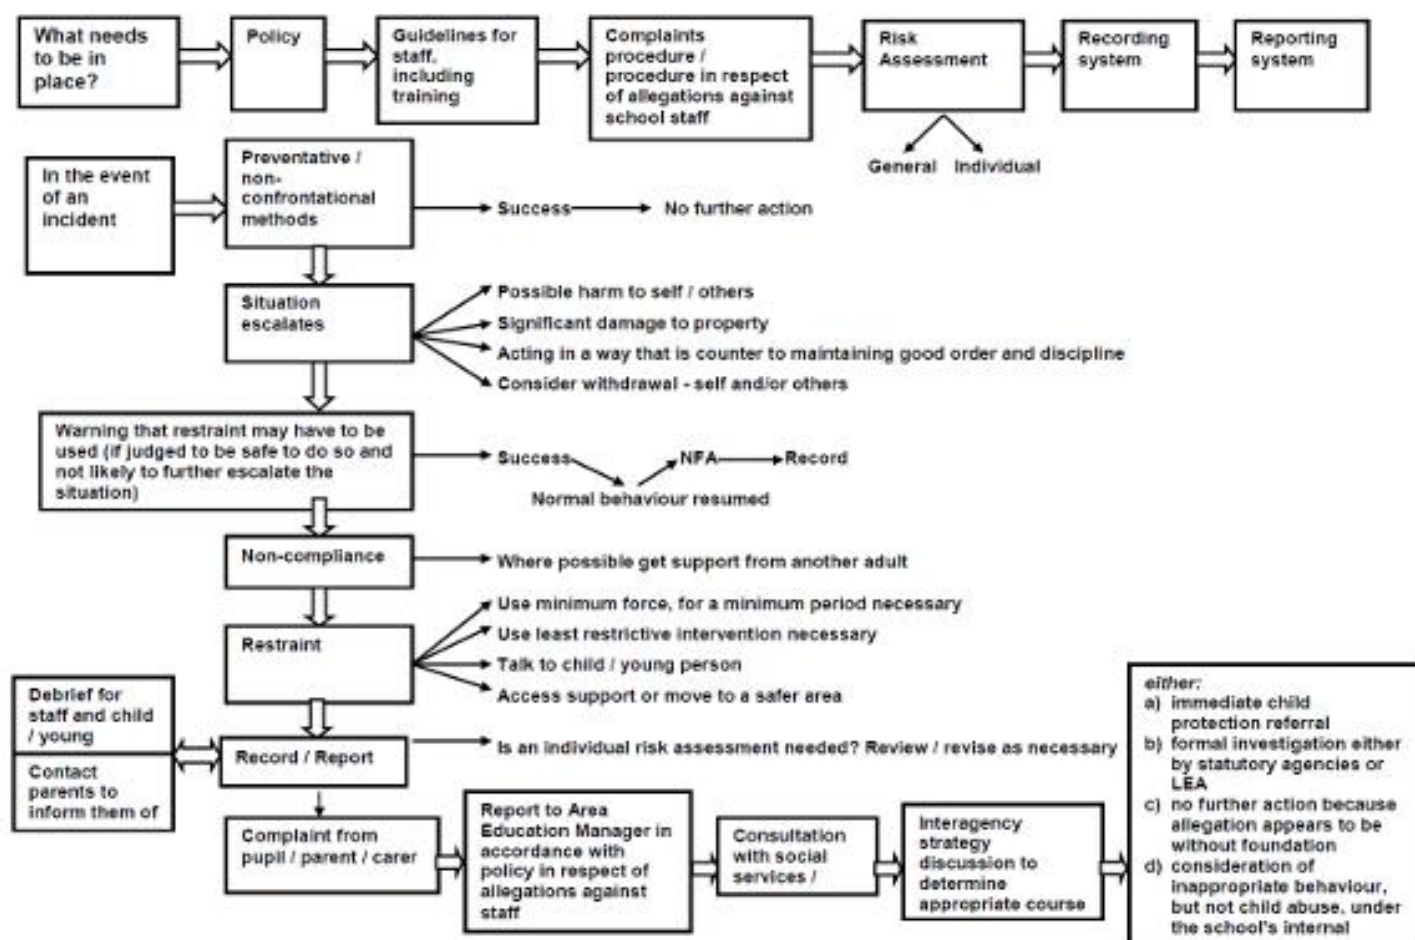 What needs
to be in
place?
Policy
Guidelines for
staff,
including
training
Complaints
procedure /
procedure in respect
of allegations against
school staff
Risk
Assessment
Recording
system
Reporting
system
General Individual
In the event
of an
incident
Preventative /
non-
confrontational
methods
Success
No further action
Situation
escalates
Possible harm to self / others
Significant damage to property
Acting in a way that is counter to maintaining good order and discipline
Consider withdrawal - self and/or others
Warning that restraint may have to be
used (if judged to be safe to do so and
not likely to further escalate the
situation)
Success
NFA
Record
Normal behaviour resumed
Non-compliance
Where possible get support from another adult
Restraint
Use minimum force, for a minimum period necessary
Use least restrictive intervention necessary
Talk to child / young person
Access support or move to a safer area
Debrief for
staff and child
/ young
Contact
parents to
inform them of
Record / Report
Is an individual risk assessment needed? Review / revise as necessary
Complaint from
pupil / parent / carer
Report to Area
Education Manager in
accordance with
policy in respect of
allegations against
staff
Consultation
with social
services /
Interagency
strategy
discussion to
determine
appropriate course
either:
a) immediate child
protection referral
b) formal investigation either
by statutory agencies or
LEA
c) no further action because
allegation appears to be
without foundation
d) consideration of
inappropriate behaviour,
but not child abuse, under
the school's internal